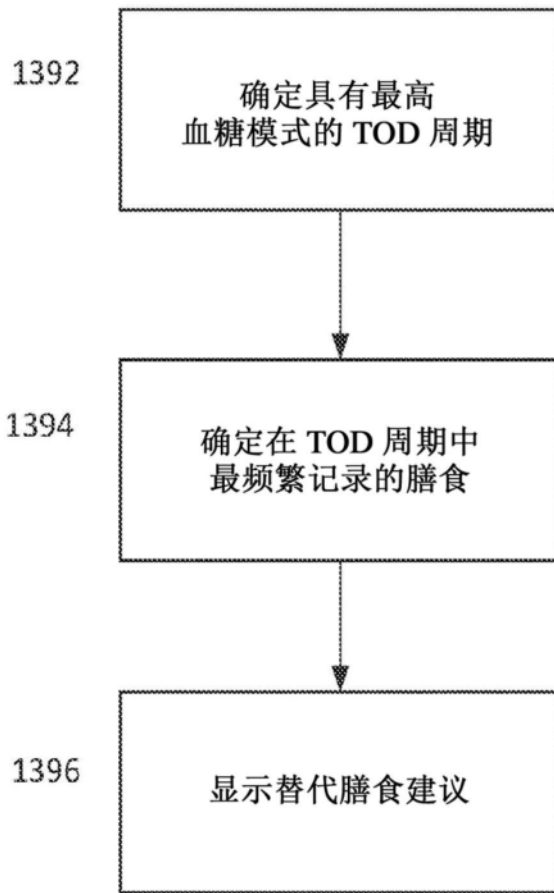 1392
确定具有最高
血糖模式的 TOD 周期
1394
确定在 TOD 周期中
最频繁记录的膳食
1396
显示替代膳食建议